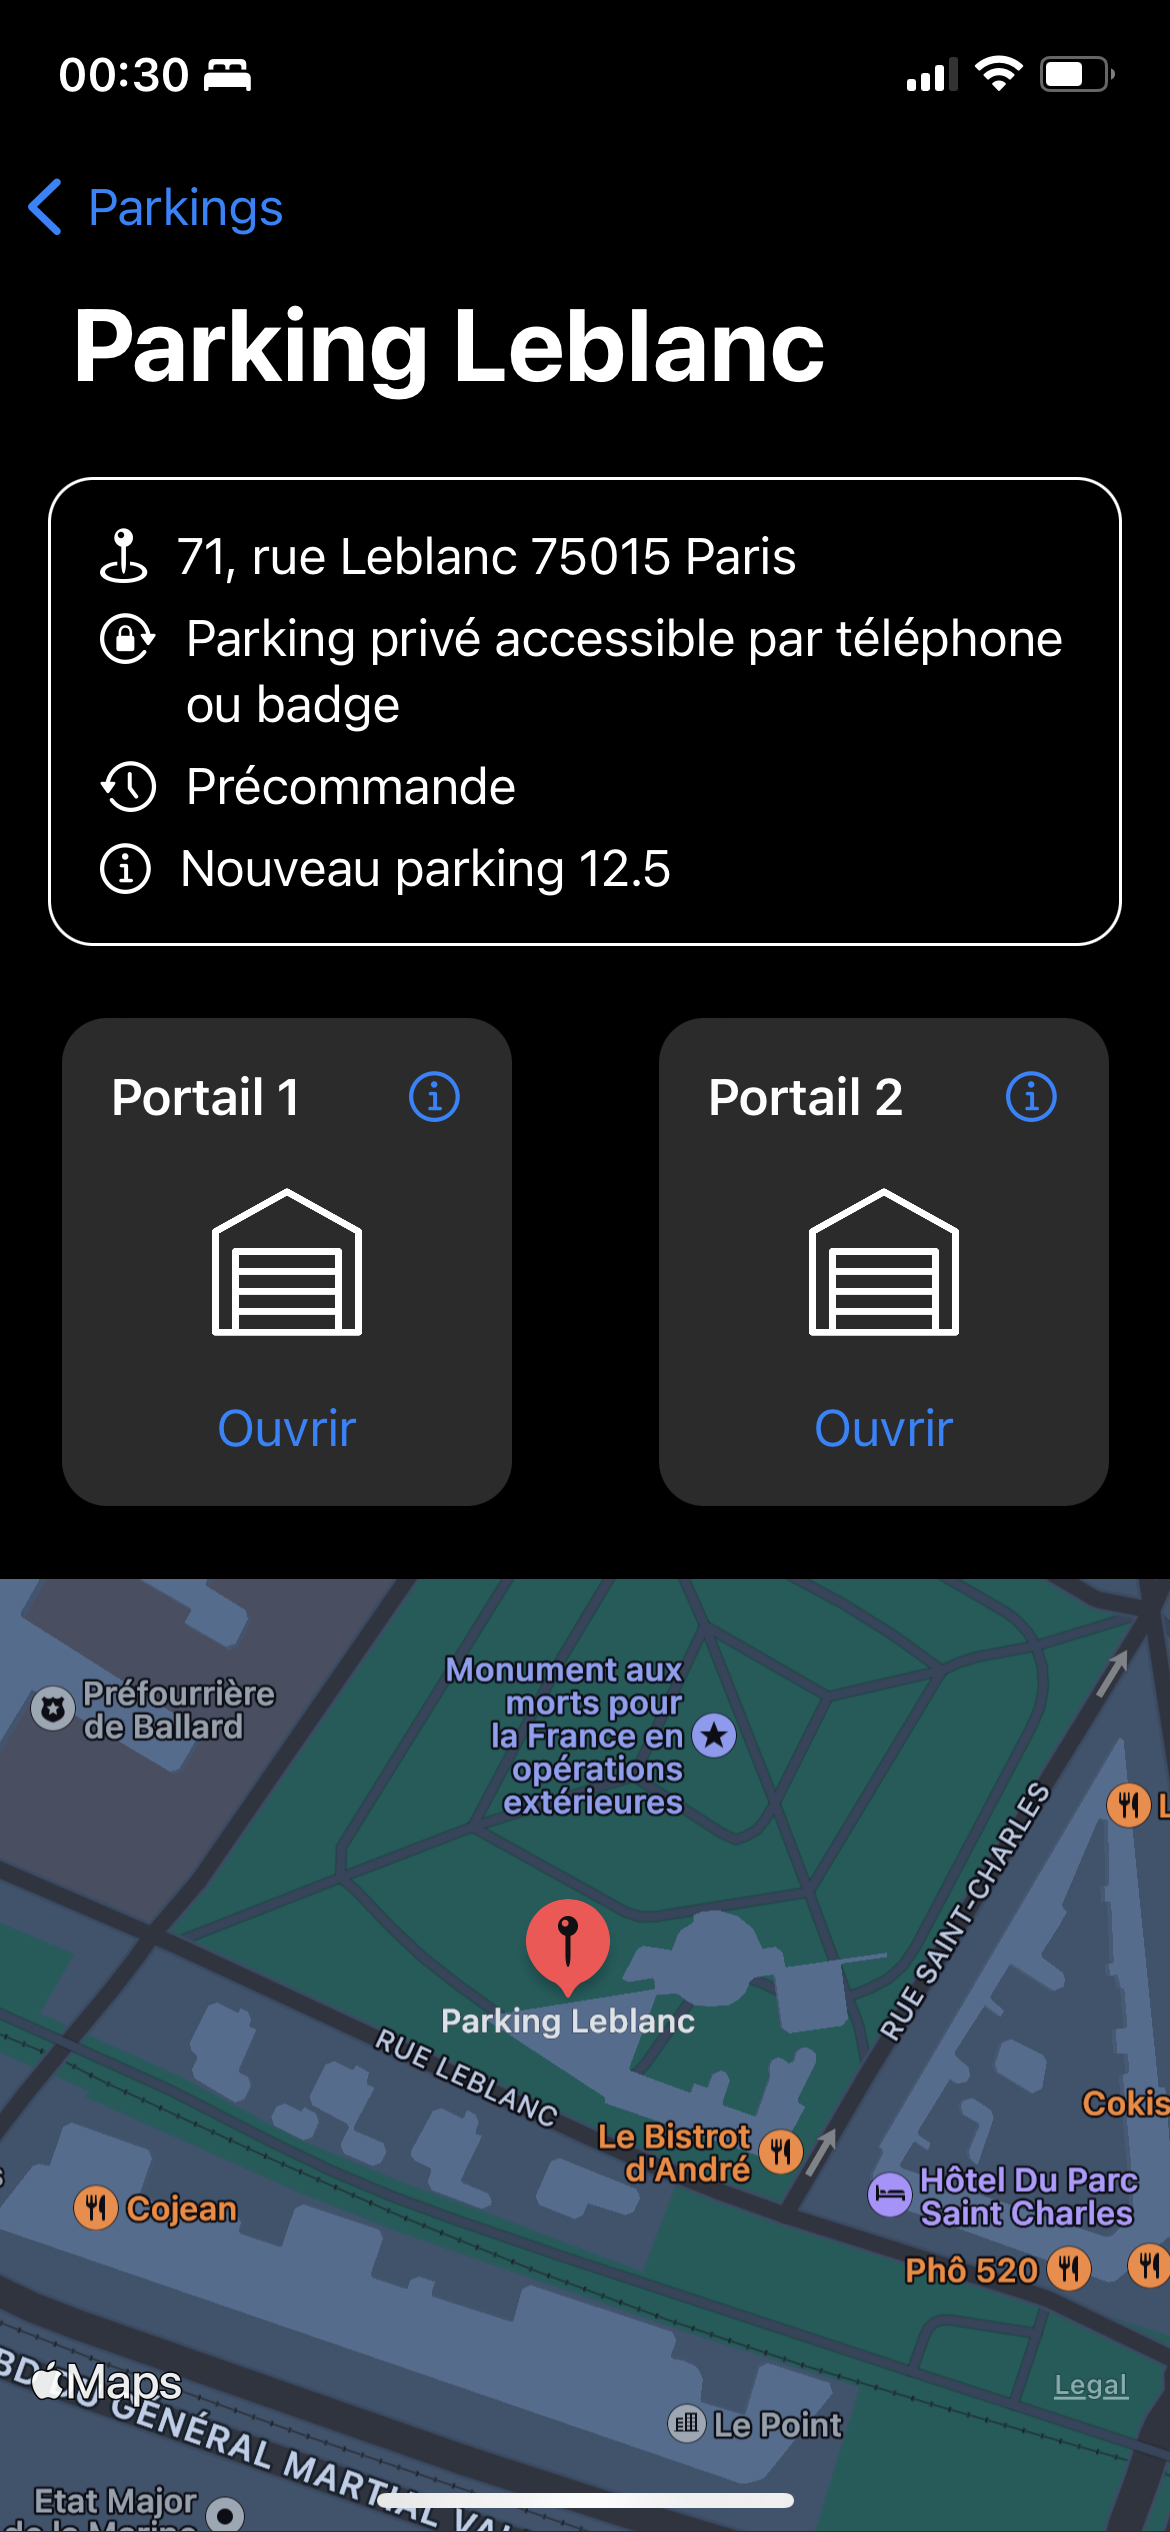 00:30
Parkings
Parking Leblanc
71, rue Leblanc 75015 Paris
Parking privé accessible par téléphone
ou badge
Précommande
Nouveau parking 12.5
Portail 1
Portail 2
Ouvrir
Ouvrir
Préfourrière
de Ballard
Monument aux
morts pour
la France en
opérations
extérieures
RUE SAINT-CHARLES
Parking Leblanc
RUE LEBLANC
Le Bistrot
d'André
Cojean
Cokis
Hôtel Du Parc
Saint Charles
Phô 520
Maps
Legal
GÉNÉRAL MARTIAL
Le Point
Etat Major
de la Marine